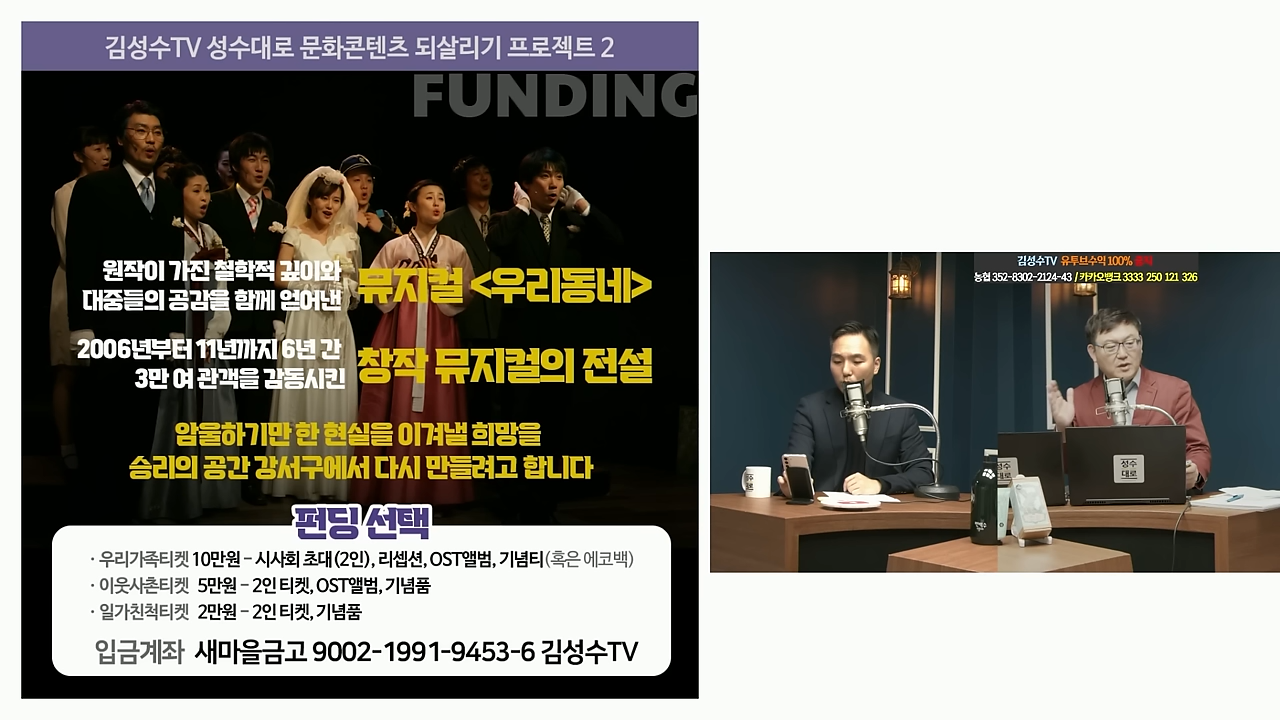 김성수TV 성수대로 문화콘텐츠 되살리기 프로젝트 2
FUNDING
원작이 가진 철학적 깊이와
대중들의 공감을 함께 얻어낸
뮤지컬 <우리동네>
2006년부터 11년까지 6년 간
3만 여 관객을 감동시킨
창작 뮤지컬의 전설
암울하기만 한 현실을 이겨낼 희망을
승리의 공간 강서구에서 다시 만들려고 합니다
펀딩 선택
· 우리가족티켓 10만원 - 시사회 초대(2인), 리셉션, OST앨범, 기념티(혹은 에코백)
· 이웃사촌티켓 5만원 - 2인 티켓, OST앨범, 기념품
· 일가친척티켓 2만원 - 2인 티켓, 기념품
입금계좌 새마을금고 9002-1991-9453-6 김성수TV
김성수TV 유투브수익 100%
농협 352-8302-2124-43 / 카카오뱅크 3333 250 121 326
성수
대로